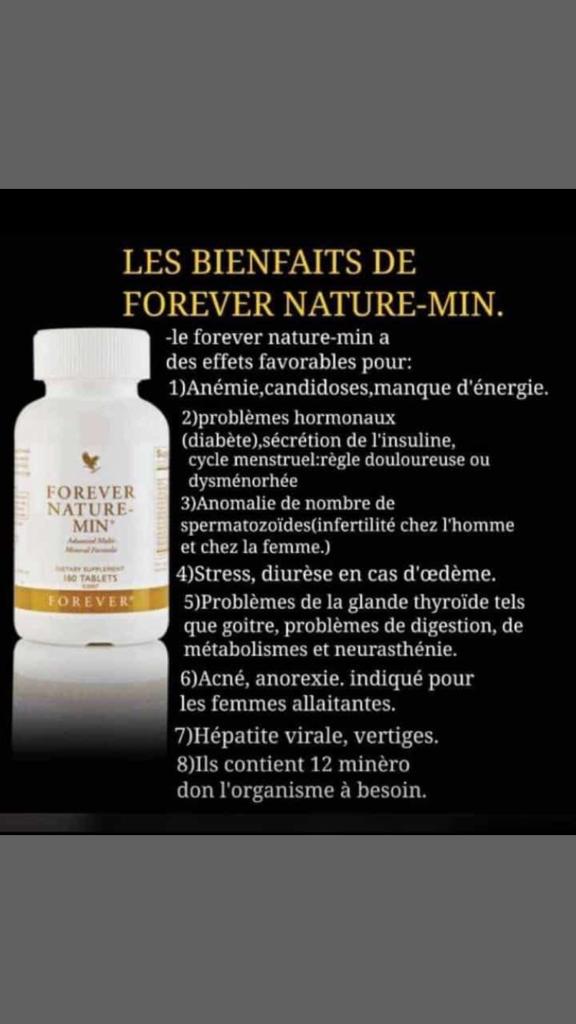 LES BIENFAITS DE
FOREVER NATURE-MIN.
-le forever nature-min a
des effets favorables pour:
1)Anémie,candidoses,manque d'énergie.
2)problèmes hormonaux
(diabète),sécrétion de l'insuline,
cycle menstruel:règle douloureuse ou
dysménorhée
3)Anomalie de nombre de
spermatozoïdes(infertilité chez l'homme
et chez la femme.)
4)Stress, diurèse en cas d'œdème.
5)Problèmes de la glande thyroïde tels
que goitre, problèmes de digestion, de
métabolismes et neurasthénie.
6)Acné, anorexie. indiqué pour
les femmes allaitantes.
7)Hépatite virale, vertiges.
8)Ils contient 12 minèro
don l'organisme à besoin.
FOREVER
NATURE-
MIN®
Advanced Multi-
Mineral Formula
DIETARY SUPPLEMENT
180 TABLETS
FOREVER®